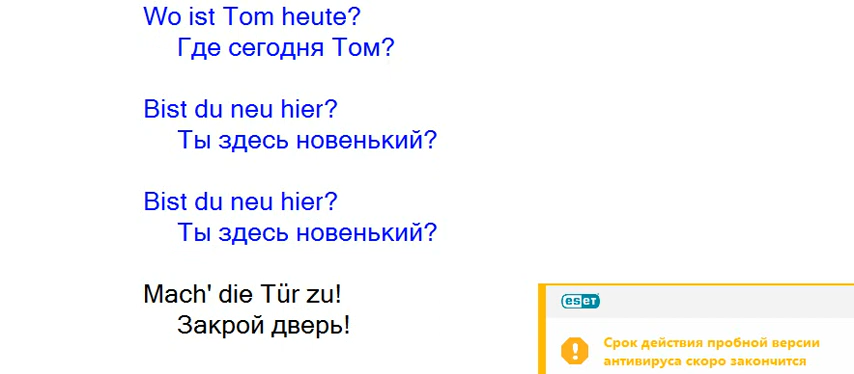 Wo ist Tom heute?
Где сегодня Том?
Bist du neu hier?
Ты здесь новенький?
Bist du neu hier?
Ты здесь новенький?
Mach' die Tür zu!
Закрой дверь!
eset
Срок действия пробной версии
антивируса скоро закончится